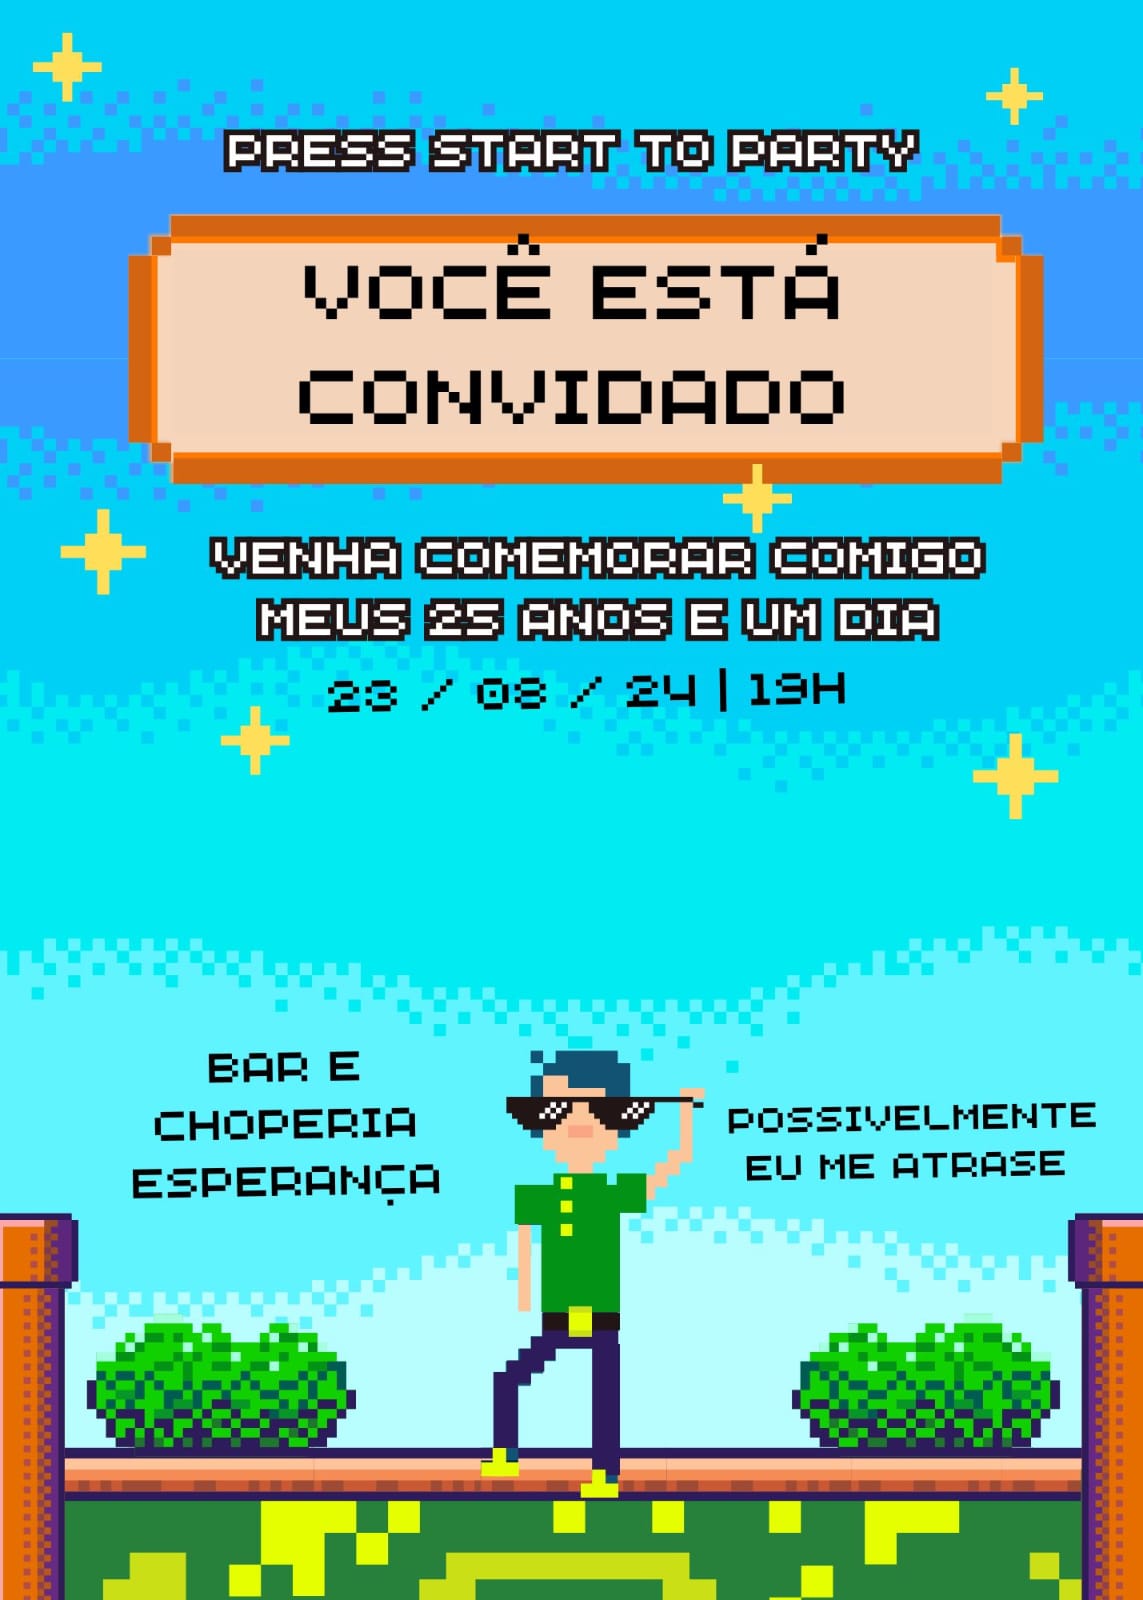 PRESS START TO PARTY
VOCÊ ESTÁ
CONVIDADO
VENHA COMEMORAR COMIGO
MEUS 25 ANOS E UM DIA
23 / 08 / 24 | 19H
BAR E
CHOPERIA
ESPERANÇA
POSSIVELMENTE
EU ME ATRASE